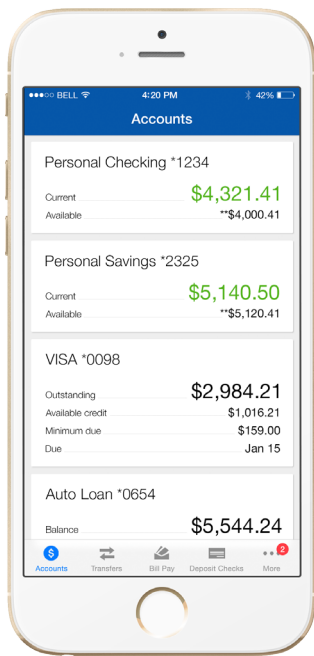 BELL 4:20 PM 42%
Accounts
Personal Checking *1234
Current $4,321.41
Available **$4,000.41
Personal Savings *2325
Current $5,140.50
Available **$5,120.41
VISA *0098
Outstanding $2,984.21
Available credit $1,016.21
Minimum due $159.00
Due Jan 15
Auto Loan *0654
Balance $5,544.24
$ 2
Accounts Transfers Bill Pay Deposit Checks More